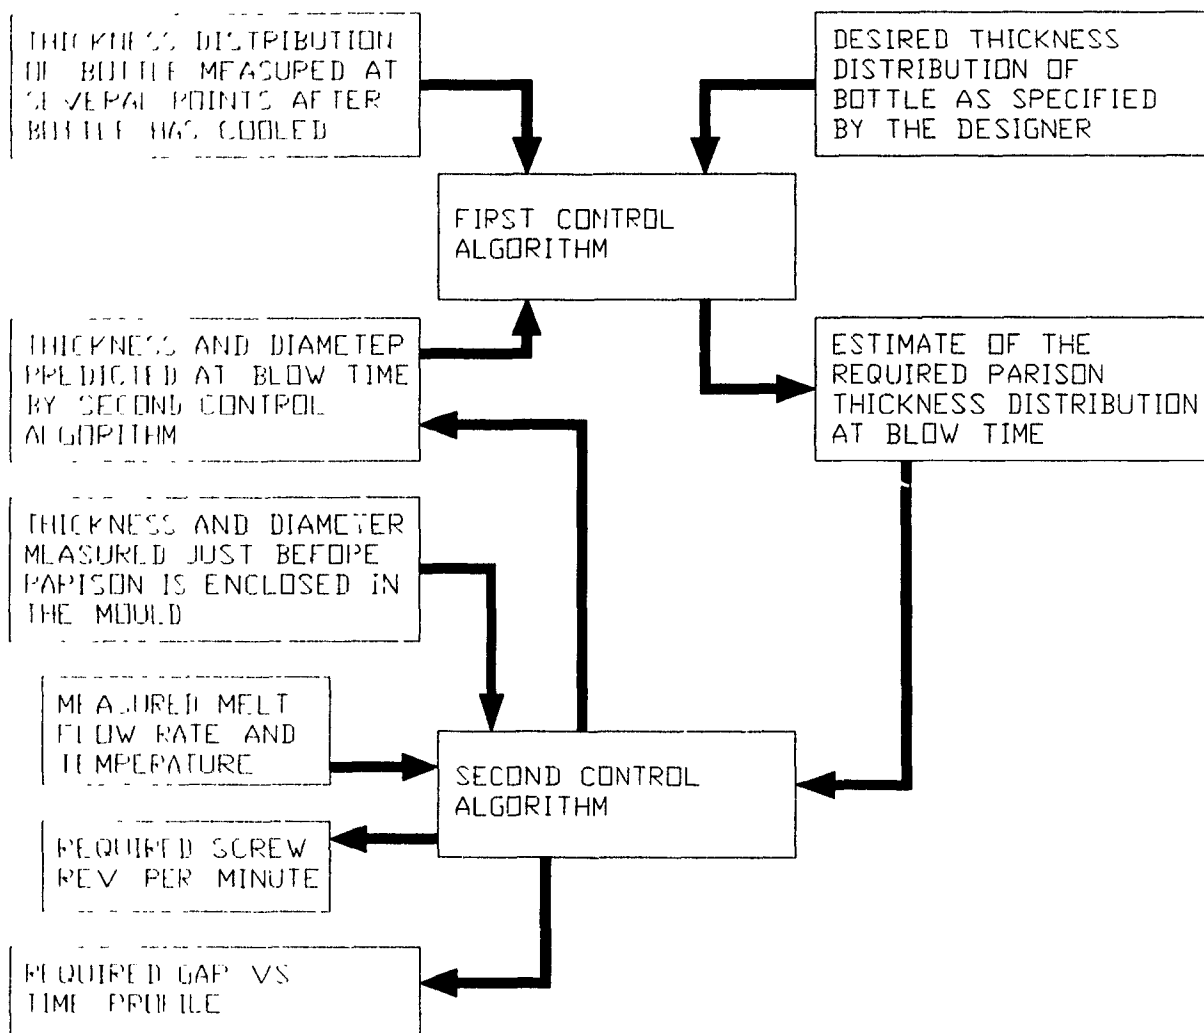 THICKNESS DISTRIBUTION
OF BOTTLE MEASURED AT
SEVERAL POINTS AFTER
BOTTLE HAS COOLED
DESIRED THICKNESS
DISTRIBUTION OF
BOTTLE AS SPECIFIED
BY THE DESIGNER
FIRST CONTROL
ALGORITHM
THICKNESS AND DIAMETER
PREDICTED AT BLOW TIME
BY SECOND CONTROL
ALGORITHM
ESTIMATE OF THE
REQUIRED PARISON
THICKNESS DISTRIBUTION
AT BLOW TIME
THICKNESS AND DIAMETER
MEASURED JUST BEFORE
PARISON IS ENCLOSED IN
THE MOULD
MEASURED MELT
FLOW RATE AND
TEMPERATURE
SECOND CONTROL
ALGORITHM
REQUIRED SCREW
REV PER MINUTE
REQUIRED GAP VS
TIME PROFILE